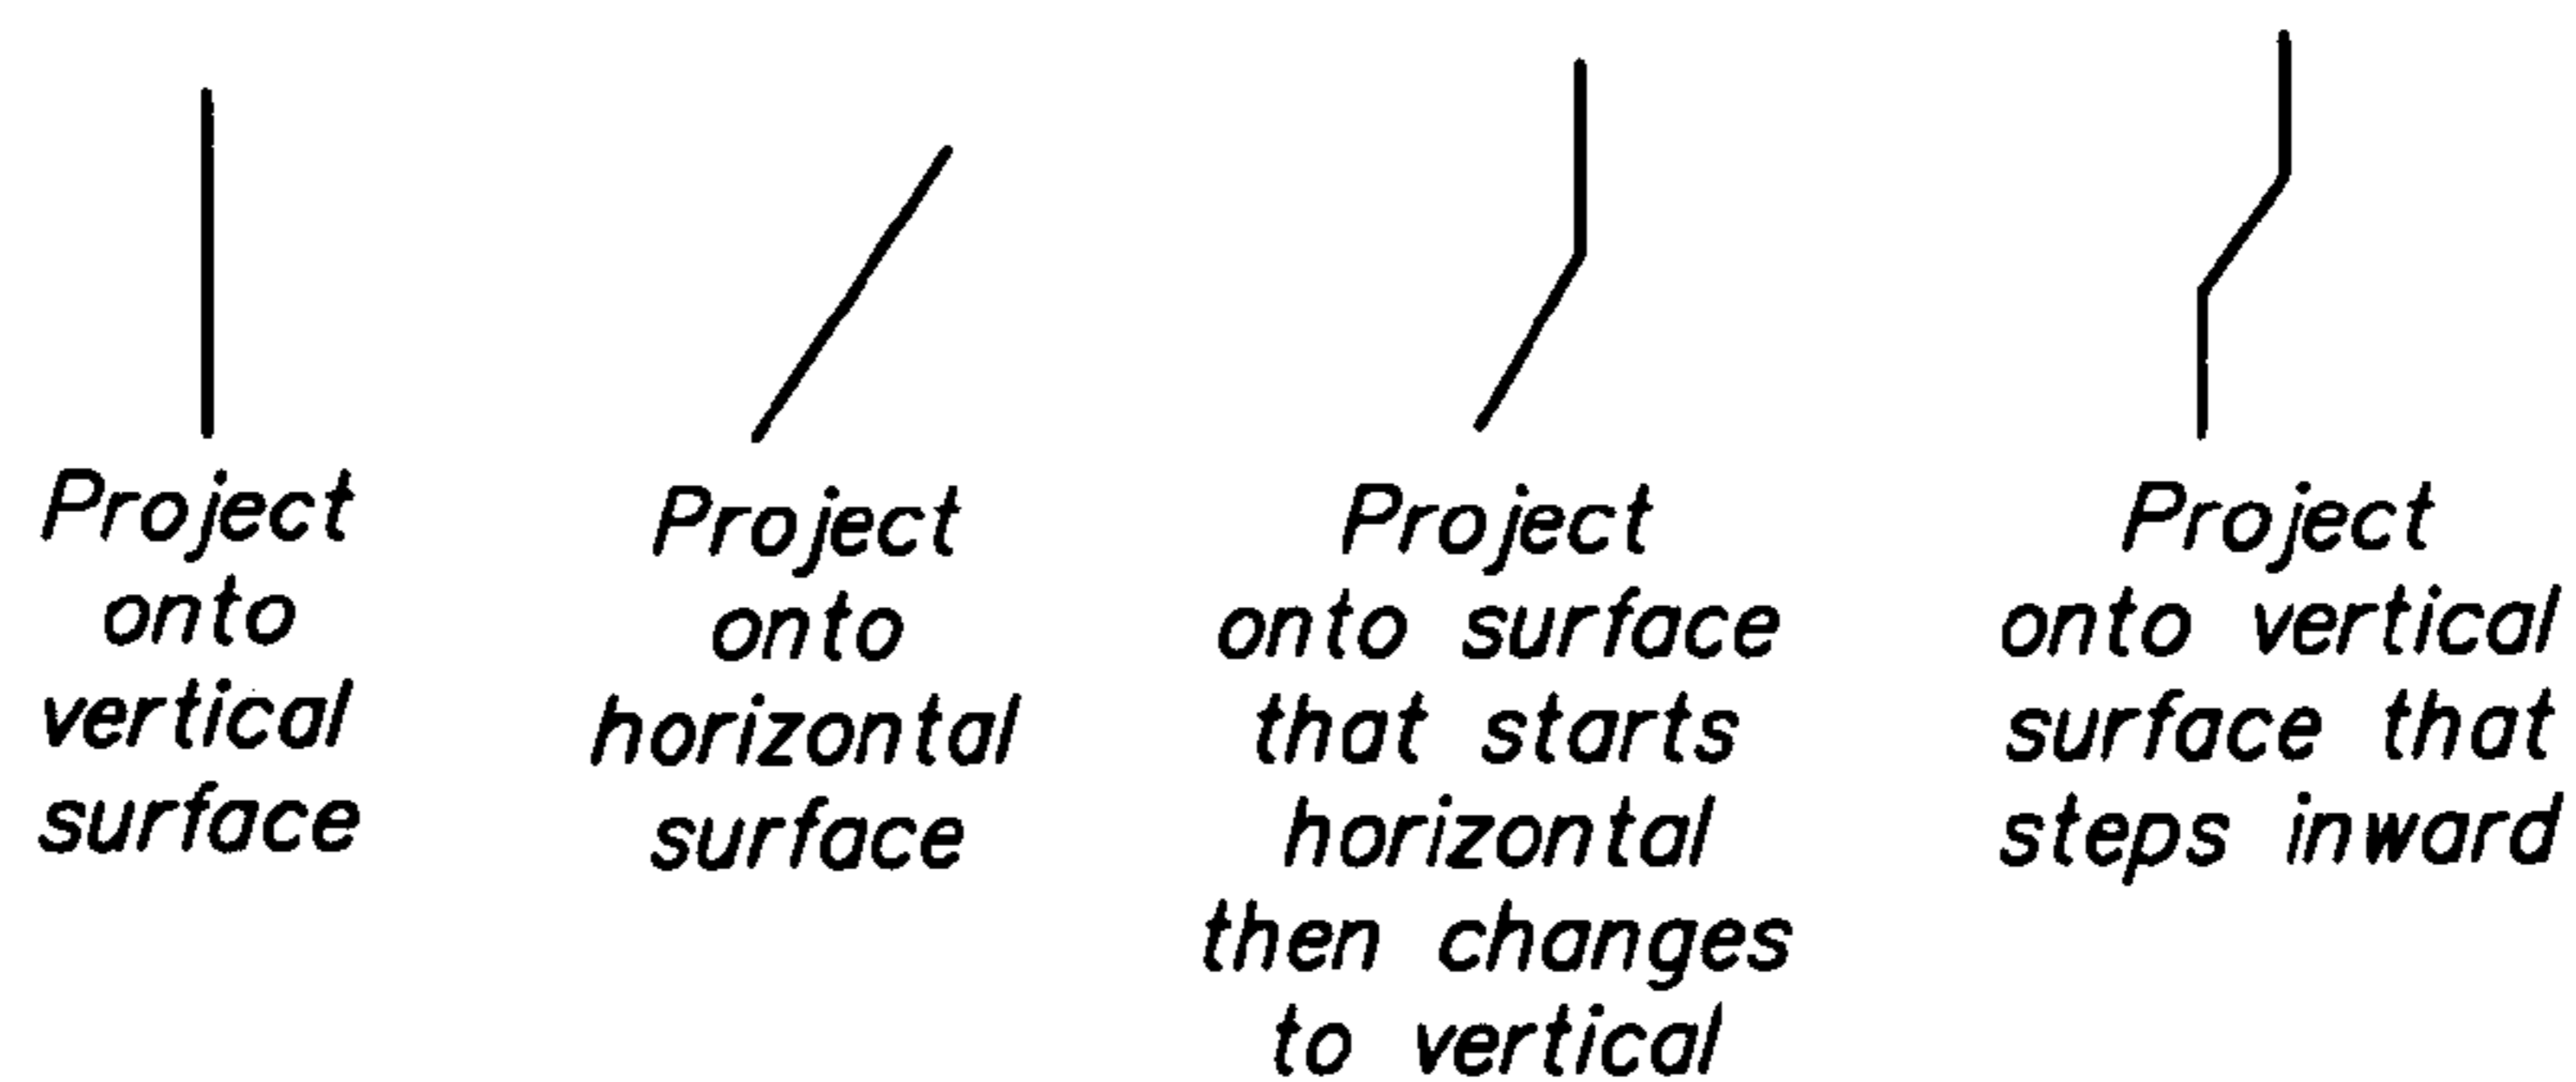 Project
onto
vertical
surface
Project
onto
horizontal
surface
Project
onto surface
that starts
horizontal
then changes
to vertical
Project
onto vertical
surface that
steps inward